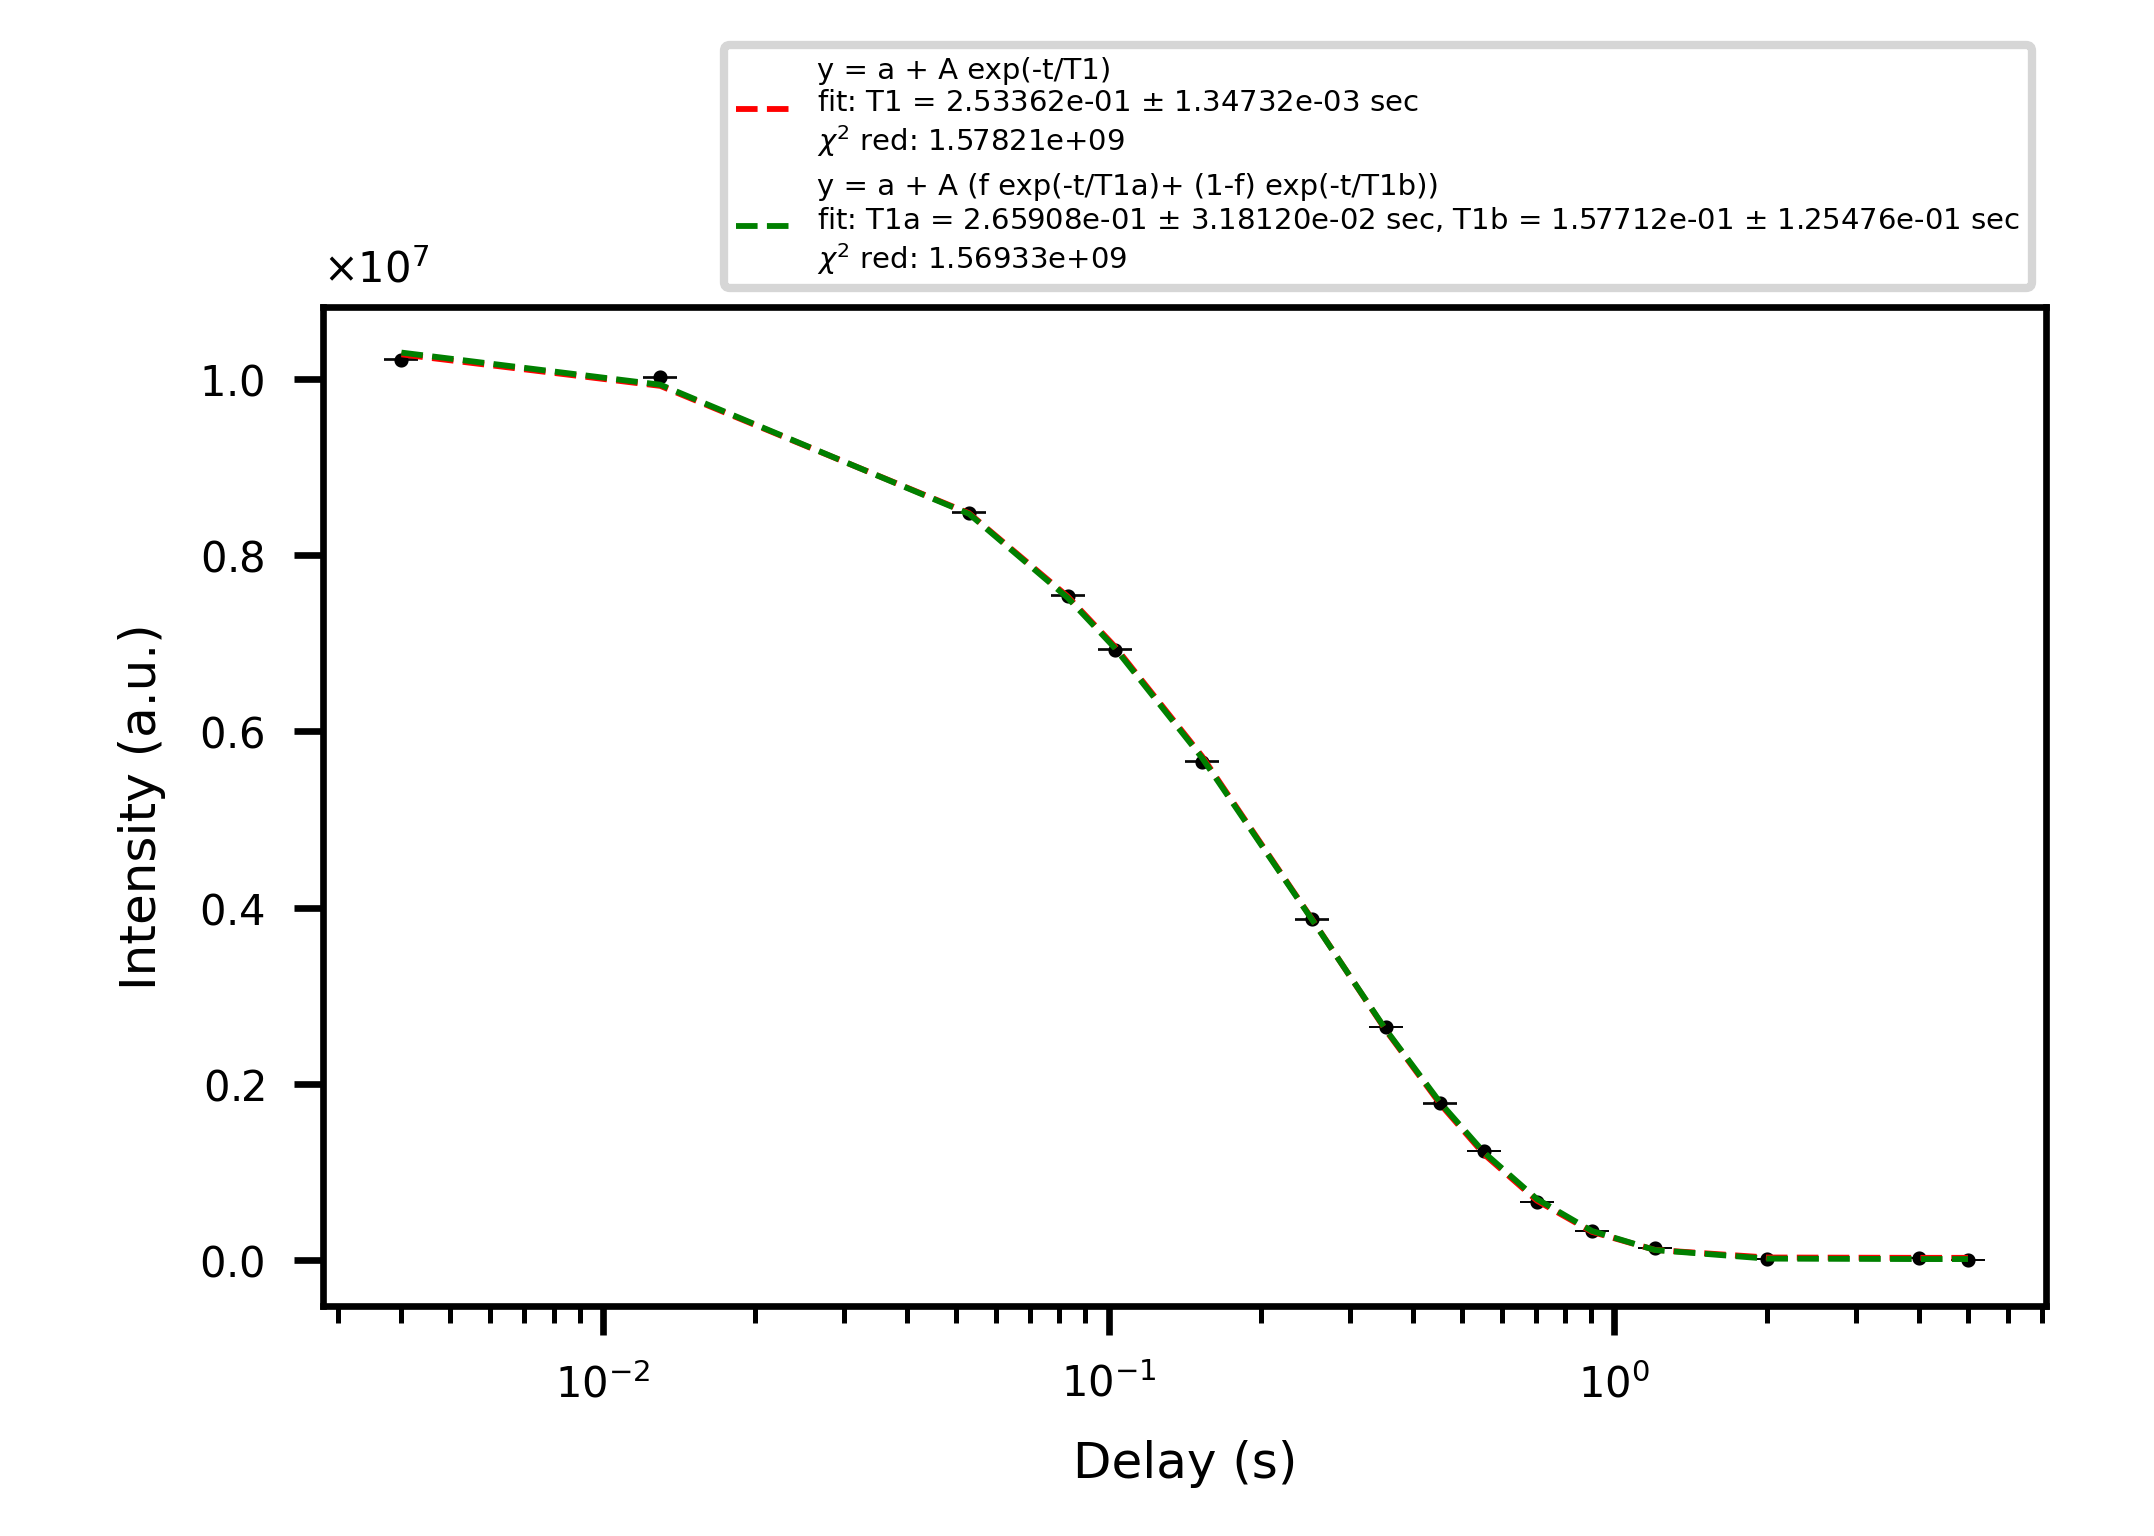 y = a + A exp(-t/T1)
fit: T1 = 2.53362e-01 ± 1.34732e-03 sec
χ² red: 1.57821e+09
y = a + A (f exp(-t/T1a)+ (1-f) exp(-t/T1b))
fit: T1a = 2.65908e-01 ± 3.18120e-02 sec, T1b = 1.57712e-01 ± 1.25476e-01 sec
χ² red: 1.56933e+09
×10⁷
1.0
0.8
0.6
0.4
0.2
0.0
Intensity (a.u.)
10⁻² 10⁻¹ 10⁰
Delay (s)